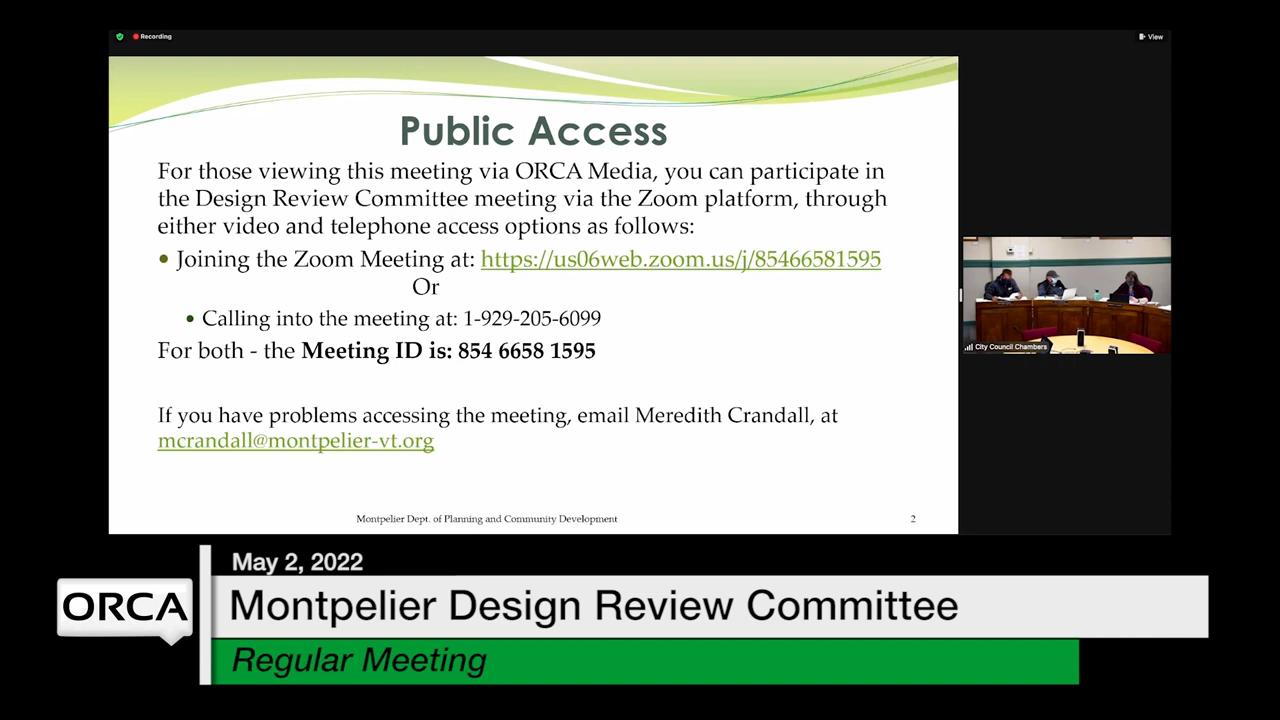 Recording
View
Public Access
For those viewing this meeting via ORCA Media, you can participate in
the Design Review Committee meeting via the Zoom platform, through
either video and telephone access options as follows:
• Joining the Zoom Meeting at: https://us06web.zoom.us/j/85466581595
Or
• Calling into the meeting at: 1-929-205-6099
For both - the Meeting ID is: 854 6658 1595
If you have problems accessing the meeting, email Meredith Crandall, at
mcrandall@montpelier-vt.org
Montpelier Dept. of Planning and Community Development
2
City Council Chambers
May 2, 2022
ORCA
Montpelier Design Review Committee
Regular Meeting